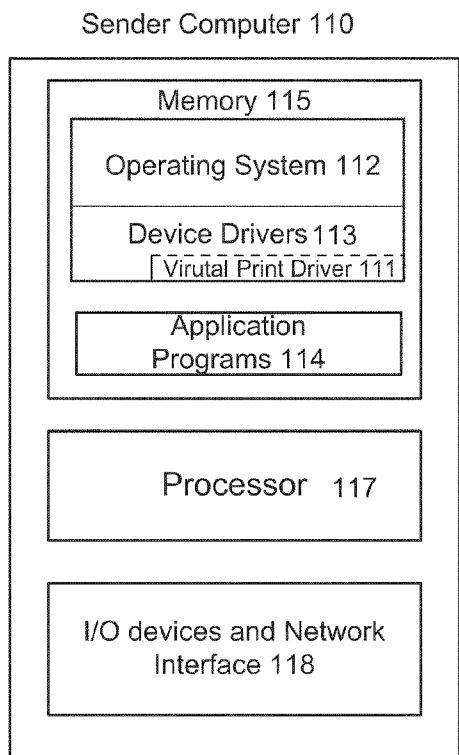 Sender Computer 110
Memory 115
Operating System 112
Device Drivers 113
Virutal Print Driver 111
Application
Programs 114
Processor 117
I/O devices and Network
Interface 118